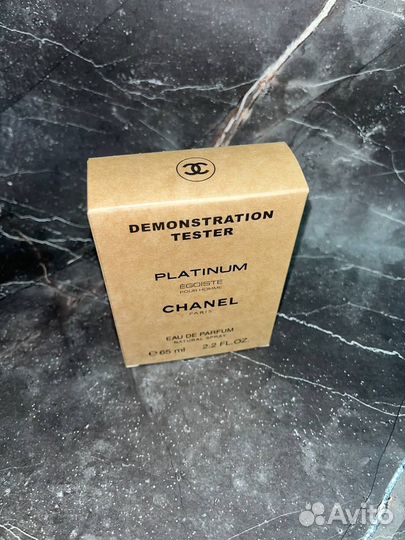 DEMONSTRATION
TESTER
PLATINUM
ÉGOÏSTE
POUR HOMME
CHANEL
PARIS
EAU DE PARFUM
NATURAL SPRAY
℮65 ml 2.2 FL.OZ.
Avito